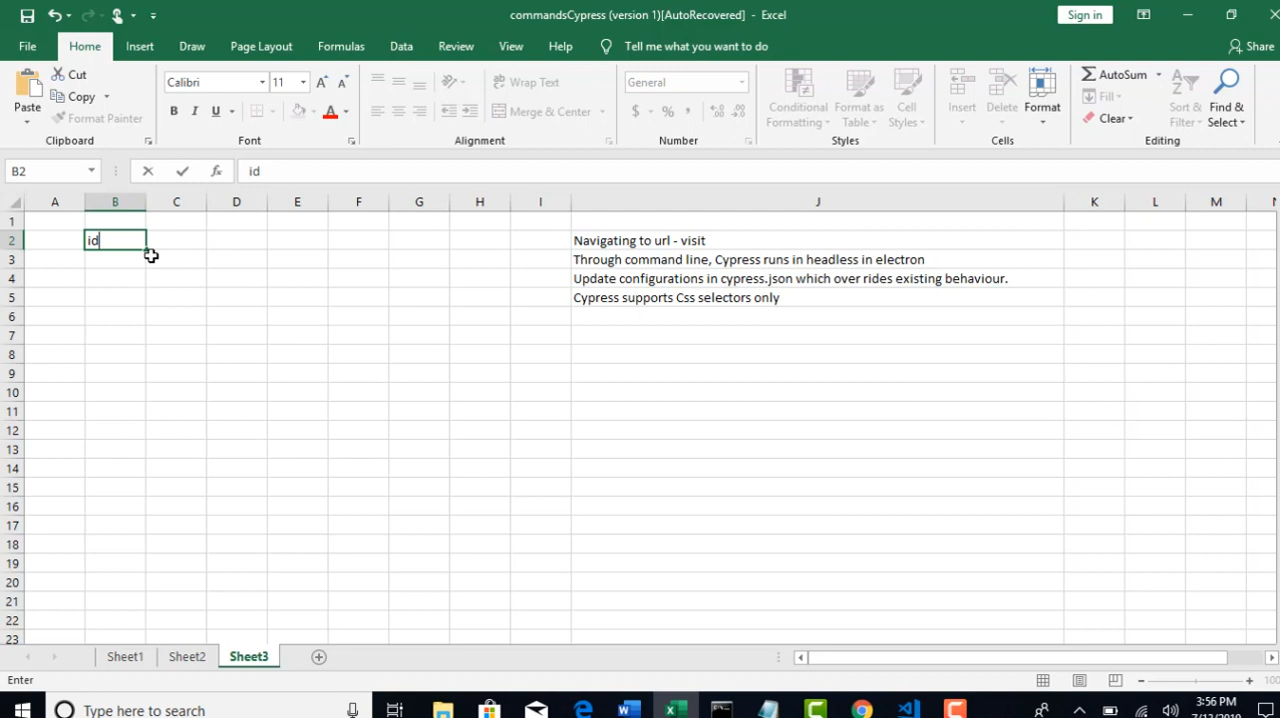 commandsCypress (version 1)[AutoRecovered] - Excel
Sign in
File Home Insert Draw Page Layout Formulas Data Review View Help Tell me what you want to do Share
Paste
Cut
Copy
Format Painter
Clipboard
Calibri 11
B I U
Font
Wrap Text
Merge & Center
Alignment
General
$ % ,
Number
Conditional Formatting
Format as Table
Cell Styles
Styles
Insert Delete Format
Cells
AutoSum
Fill
Clear
Sort & Filter
Find & Select
Editing
B2 fx id
A B C D E F G H I J K L M
1
2 id Navigating to url - visit
3 Through command line, Cypress runs in headless in electron
4 Update configurations in cypress.json which over rides existing behaviour.
5 Cypress supports Css selectors only
6
7
8
9
10
11
12
13
14
15
16
17
18
19
20
21
22
23
Sheet1 Sheet2 Sheet3
Enter
Type here to search
3:56 PM